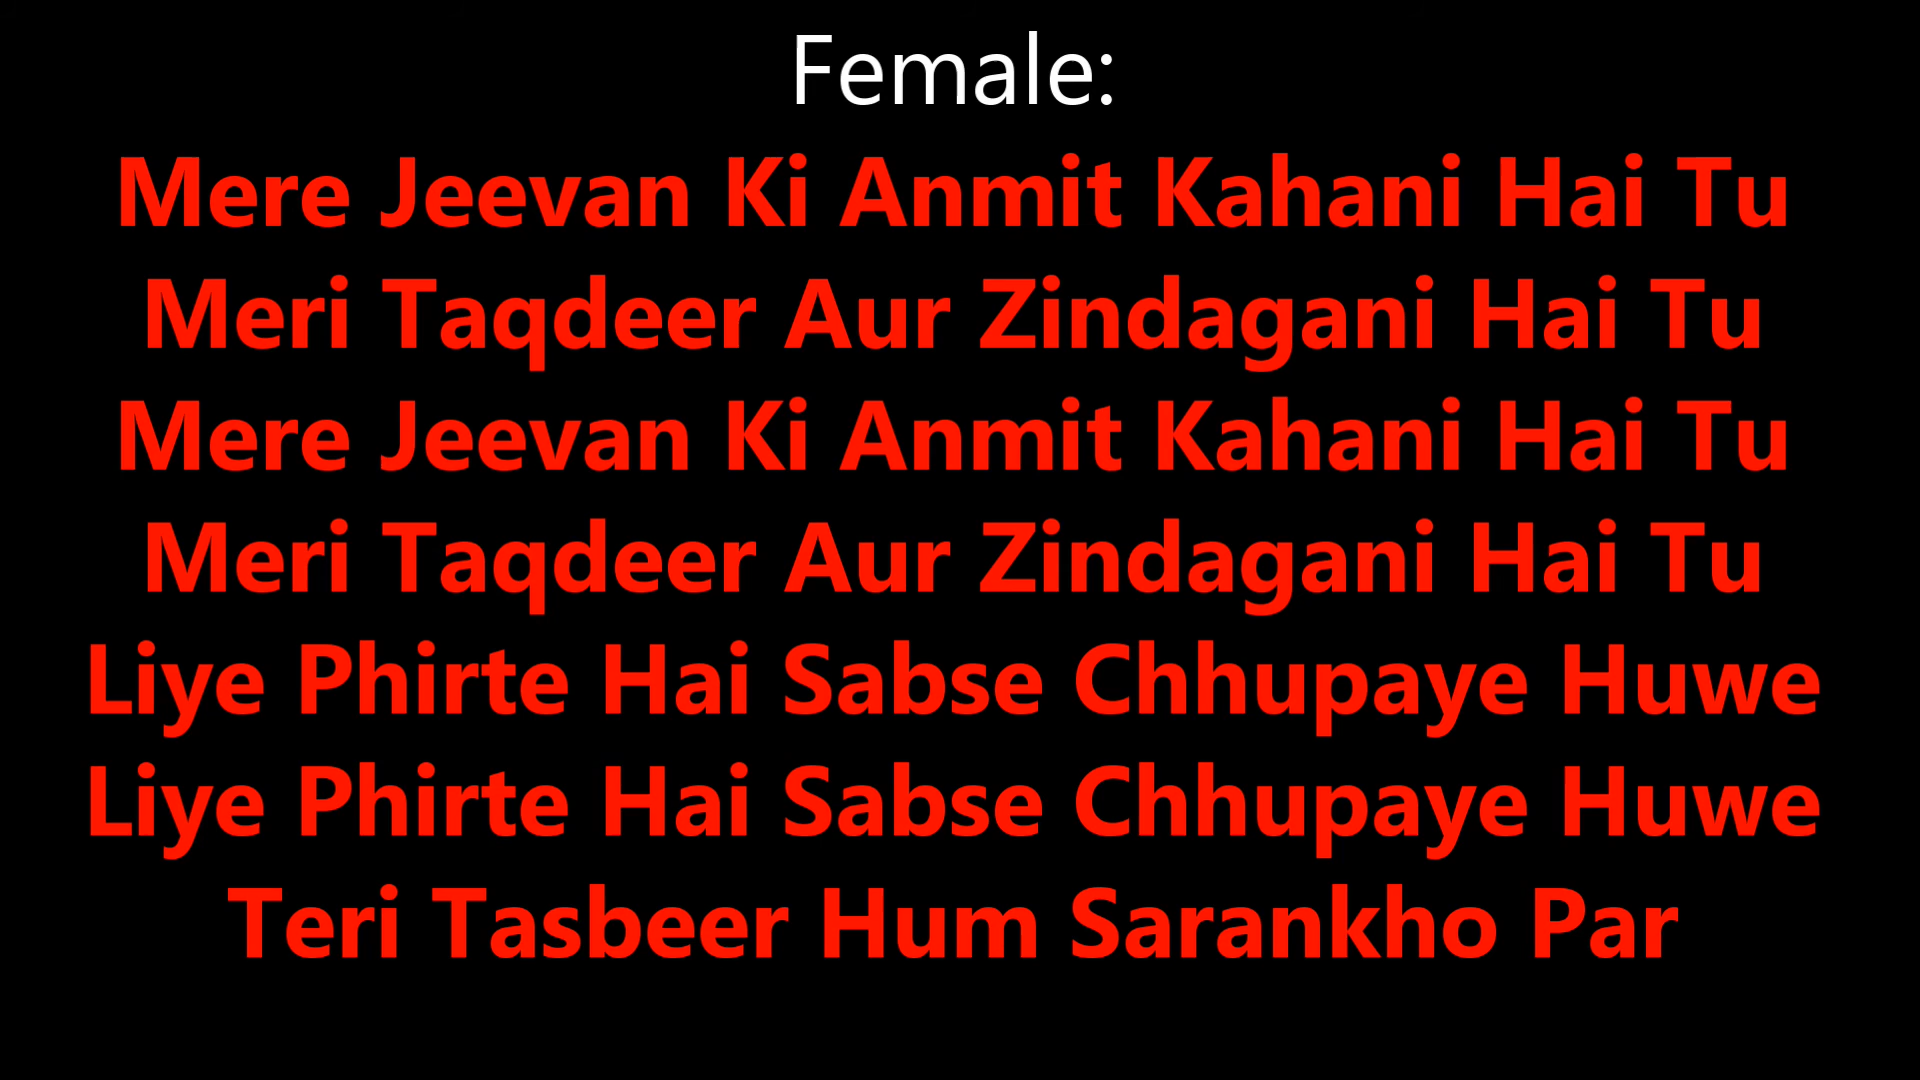 Female:
Mere Jeevan Ki Anmit Kahani Hai Tu
Meri Taqdeer Aur Zindagani Hai Tu
Mere Jeevan Ki Anmit Kahani Hai Tu
Meri Taqdeer Aur Zindagani Hai Tu
Liye Phirte Hai Sabse Chhupaye Huwe
Liye Phirte Hai Sabse Chhupaye Huwe
Teri Tasbeer Hum Sarankho Par